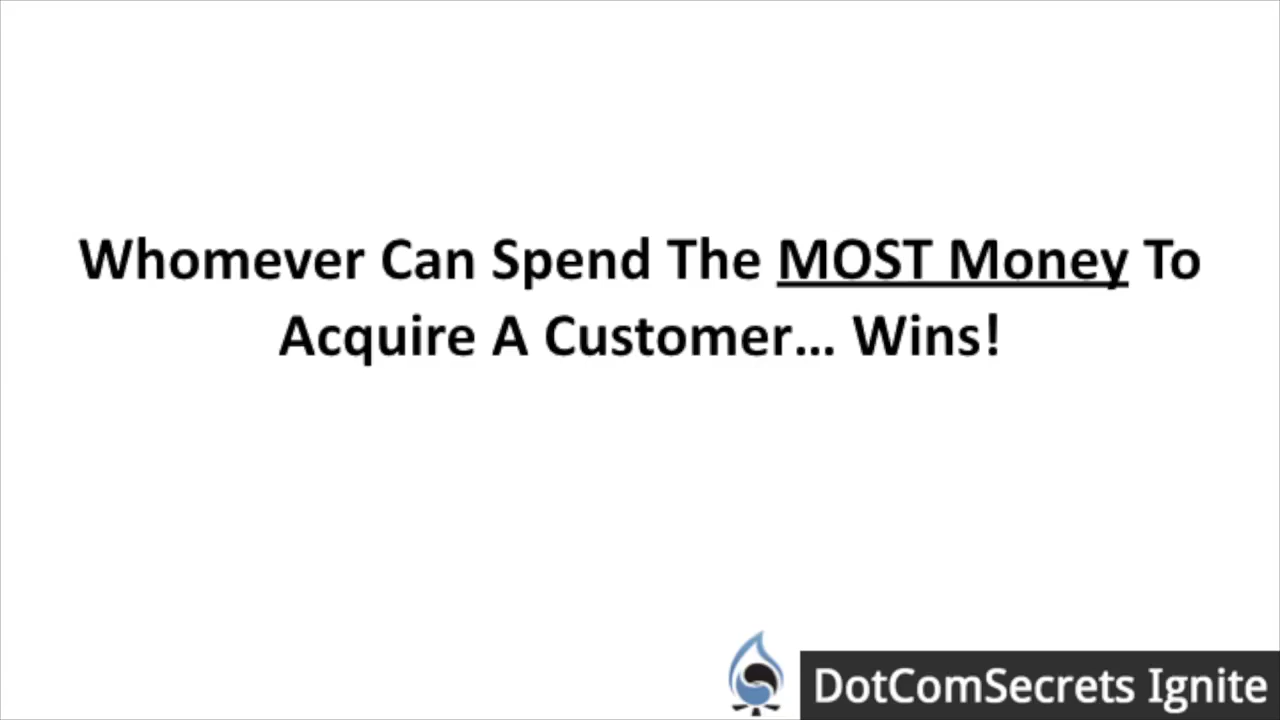 Whomever Can Spend The MOST Money To
Acquire A Customer... Wins!
DotComSecrets Ignite